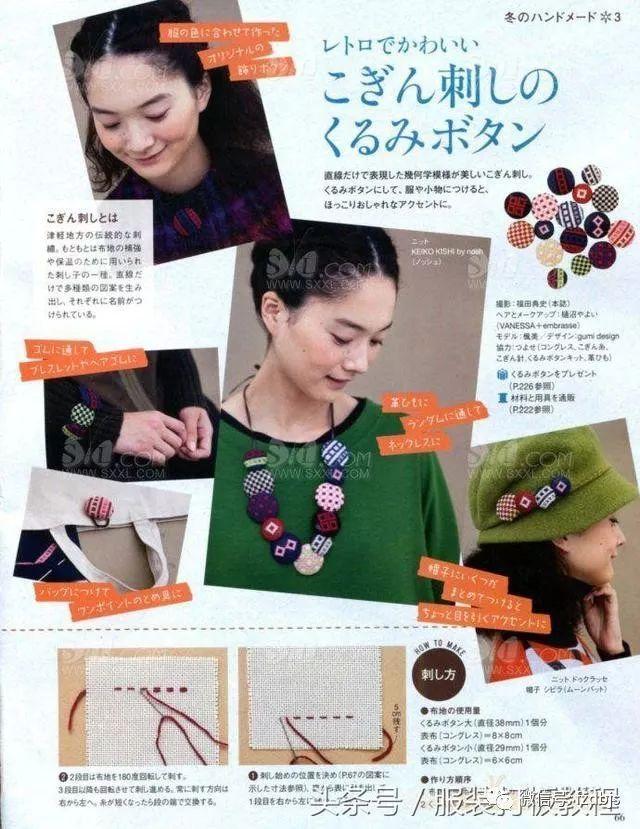 冬のハンドメード＊3
レトロでかわいい
こぎん刺しの
くるみボタン
直線だけで表現した幾何学模様が美しいこぎん刺し。
くるみボタンにして、服や小物につけると、
ほっこりおしゃれなアクセントに。
服の色に合わせて作った
オリジナルの
飾りボタン
こぎん刺しとは
津軽地方の伝統的な刺
繡。もともとは布地の補強
や保温のために用いられ
た刺し子の一種。直線だ
けで多種類の図案を生み
出し、それぞれに名前がつ
けられている。
ニット
KEIKO KISHI by noeh
(ノッシュ)
撮影：福田典史（本誌）
ヘアとメークアップ：樋沼やよい
(VANESSA＋embrasse)
モデル：楓美／デザイン：gumi design
協力：つよせ（コングレス、こぎん糸、
こぎん針、くるみボタンキット、革ひも）
くるみボタンをプレゼント
(P.226参照)
材料と用具を通販
(P.222参照)
ゴムに通して
ブレスレットやヘアゴムに
革ひもに
ランダムに通して
ネックレスに
バッグにつけて
ワンポイントのとめ具に
帽子にいくつか
まとめてつけると
ちょっと目を引くアクセントに
ニット ドゥクラッセ
帽子 シビラ(ムーンバット)
HOW TO MAKE
刺し方
●布地の使用量
くるみボタン大(直径38mm)1個分
表布(コングレス)＝8×8cm
くるみボタン小(直径29mm)1個分
表布(コングレス)＝6×6cm
●作り方順序
5cm残す
❷2段目は布地を180度回転して刺す。
3段目以降も回転させて刺し進める。常に刺す方向は
右から左へ。糸が短くなったら段の端で交換する。
❶刺し始めの位置を決め(P.67の図案に
示した寸法参照)、
1段目を右から左に
头条号／服装打板教程
66
SXXL.COM